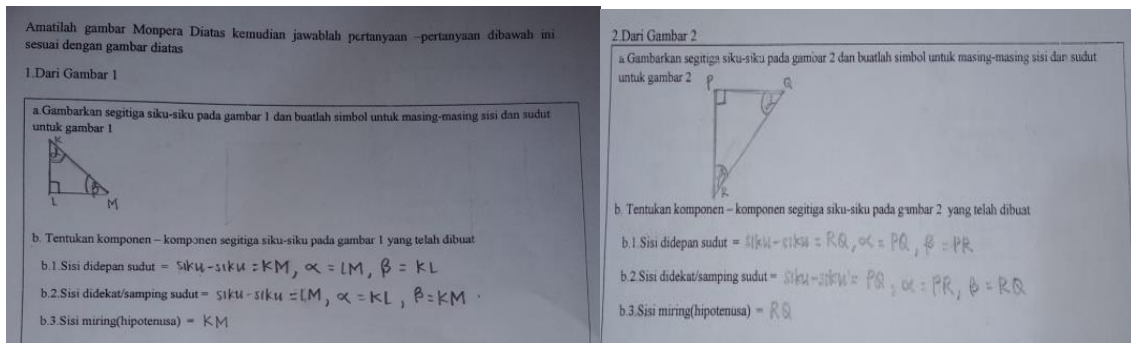 Amatilah gambar Monpera Diatas kemudian jawablah pertanyaan –pertanyaan dibawah ini
sesuai dengan gambar diatas
1.Dari Gambar 1
a.Gambarkan segitiga siku-siku pada gambar 1 dan buatlah simbol untuk masing-masing sisi dan sudut
untuk gambar 1
K
α
β
L
M
b. Tentukan komponen – komponen segitiga siku-siku pada gambar 1 yang telah dibuat
b.1.Sisi didepan sudut = siku-siku = KM, α = LM, β = KL
b.2.Sisi didekat/samping sudut = siku-siku = LM, α = KL, β = KM
b.3.Sisi miring(hipotenusa) = KM
2.Dari Gambar 2
a.Gambarkan segitiga siku-siku pada gambar 2 dan buatlah simbol untuk masing-masing sisi dan sudut
untuk gambar 2
P
Q
R
b. Tentukan komponen – komponen segitiga siku-siku pada gambar 2 yang telah dibuat
b.1.Sisi didepan sudut = siku-siku = RQ, α = PQ, β = PR
b.2.Sisi didekat/samping sudut = siku-siku = PQ, α = PR, β = RQ
b.3.Sisi miring(hipotenusa) = RQ